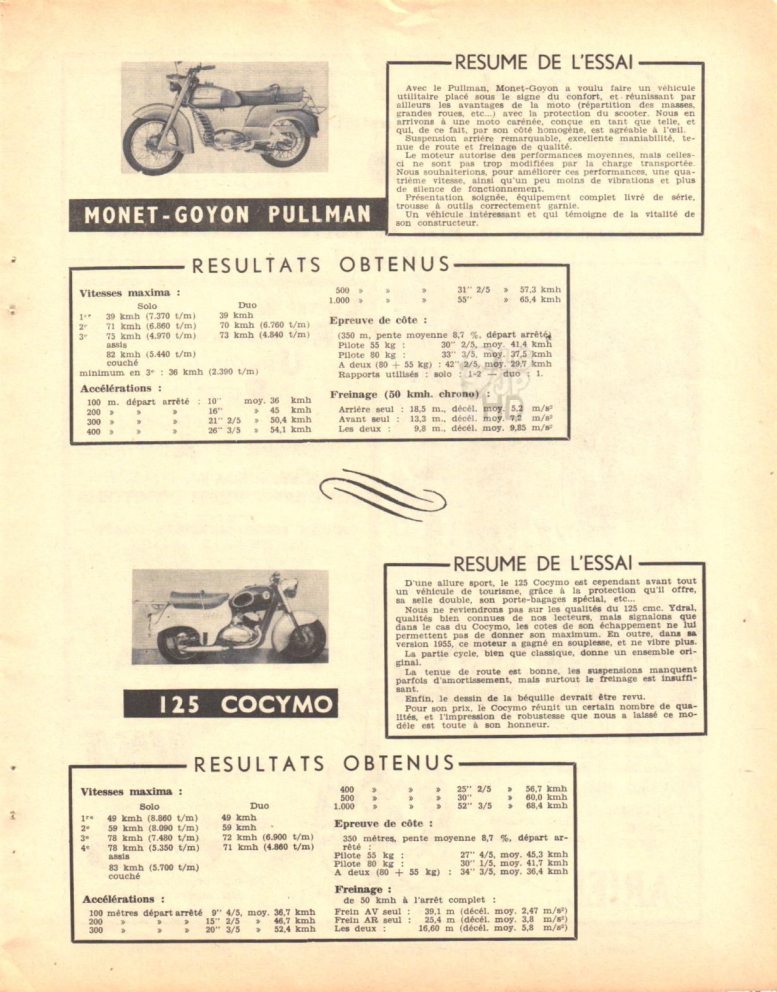 RESUME DE L'ESSAI
Avec le Pullman, Monet-Goyon a voulu faire un véhicule
utilitaire placé sous le signe du confort, et réunissant par
ailleurs les avantages de la moto (répartition des masses,
grandes roues, etc...) avec la protection du scooter. Nous en
arrivons à une moto carénée, conçue en tant que telle, et
qui, de ce fait, par son côté homogène, est agréable à l'œil.
Suspension arrière remarquable, excellente maniabilité, te-
nue de route et freinage de qualité.
Le moteur autorise des performances moyennes, mais celles-
ci ne sont pas trop modifiées par la charge transportée.
Nous souhaiterions, pour améliorer ces performances, une qua-
trième vitesse, ainsi qu'un peu moins de vibrations et plus
de silence de fonctionnement.
Présentation soignée, équipement complet livré de série,
trousse à outils correctement garnie.
Un véhicule intéressant et qui témoigne de la vitalité de
son constructeur.
MONET-GOYON PULLMAN
RESULTATS OBTENUS
Vitesses maxima :
Solo Duo
1re 39 kmh (7.370 t/m) 39 kmh
2e 71 kmh (6.860 t/m) 70 kmh (6.760 t/m)
3e 75 kmh (4.970 t/m) 73 kmh (4.840 t/m)
assis
82 kmh (5.440 t/m)
couché
minimum en 3e : 36 kmh (2.390 t/m)
Accélérations :
100 m. départ arrêté : 10" moy. 36 kmh
200 » » » 16" » 45 kmh
300 » » » 21" 2/5 » 50,4 kmh
400 » » » 26" 3/5 » 54,1 kmh
500 » » » 31" 2/5 » 57,3 kmh
1.000 » » » 55" » 65,4 kmh
Epreuve de côte :
(350 m, pente moyenne 8,7 %, départ arrêté)
Pilote 55 kg : 30" 2/5, moy. 41,4 kmh
Pilote 80 kg : 33" 3/5, moy. 37,5 kmh
A deux (80 + 55 kg) : 42" 2/5, moy. 29,7 kmh
Rapports utilisés : solo : 1-2 — duo : 1.
Freinage (50 kmh. chrono) :
Arrière seul : 18,5 m., décél. moy. 5,2 m/s²
Avant seul : 13,3 m., décél. moy. 7,2 m/s²
Les deux : 9,8 m., décél. moy. 9,85 m/s²
RESUME DE L'ESSAI
D'une allure sport, le 125 Cocymo est cependant avant tout
un véhicule de tourisme, grâce à la protection qu'il offre,
sa selle double, son porte-bagages spécial, etc...
Nous ne reviendrons pas sur les qualités du 125 cmc. Ydral,
qualités bien connues de nos lecteurs, mais signalons que
dans le cas du Cocymo, les cotes de son échappement ne lui
permettent pas de donner son maximum. En outre, dans sa
version 1955, ce moteur a gagné en souplesse, et ne vibre plus.
La partie cycle, bien que classique, donne un ensemble ori-
ginal.
La tenue de route est bonne, les suspensions manquent
parfois d'amortissement, mais surtout le freinage est insuffi-
sant.
Enfin, le dessin de la béquille devrait être revu.
Pour son prix, le Cocymo réunit un certain nombre de qua-
lités, et l'impression de robustesse que nous a laissé ce mo-
dèle est toute à son honneur.
125 COCYMO
RESULTATS OBTENUS
Vitesses maxima :
Solo Duo
1re 49 kmh (8.860 t/m) 49 kmh
2e 59 kmh (8.090 t/m) 59 kmh
3e 78 kmh (7.480 t/m) 72 kmh (6.900 t/m)
4e 78 kmh (5.350 t/m) 71 kmh (4.860 t/m)
assis
83 kmh (5.700 t/m)
couché
Accélérations :
100 mètres départ arrêté 9" 4/5, moy. 36,7 kmh
200 » » » 15" 2/5 » 46,7 kmh
300 » » » 20" 3/5 » 52,4 kmh
400 » » » 25" 2/5 » 56,7 kmh
500 » » » 30" » 60,0 kmh
1.000 » » » 52" 3/5 » 68,4 kmh
Epreuve de côte :
350 mètres, pente moyenne 8,7 %, départ ar-
rêté :
Pilote 55 kg : 27" 4/5, moy. 45,3 kmh
Pilote 80 kg : 30" 1/5, moy. 41,7 kmh
A deux (80 + 55 kg) : 34" 3/5, moy. 36,4 kmh
Freinage :
de 50 kmh à l'arrêt complet :
Frein AV seul : 39,1 m (décél. moy. 2,47 m/s²)
Frein AR seul : 25,4 m (décél. moy. 3,8 m/s²)
Les deux : 16,60 m (décél. moy. 5,8 m/s²)